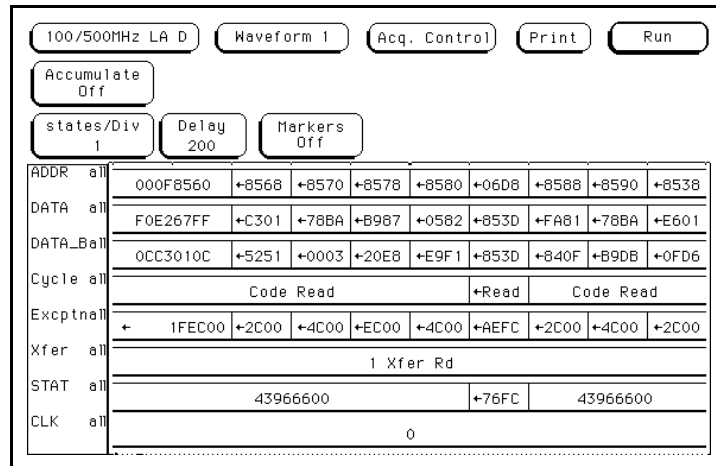 100/500MHz LA D Waveform 1 Acq. Control Print Run
Accumulate
Off
states/Div Delay Markers
1 200 Off
ADDR all 000F8560 ←8568 ←8570 ←8578 ←8580 ←06D8 ←8588 ←8590 ←8538
DATA all F0E267FF ←C301 ←78BA ←B987 ←0582 ←853D ←FA81 ←78BA ←E601
DATA_Ball 0CC3010C ←5251 ←0003 ←20E8 ←E9F1 ←853D ←840F ←B9DB ←0FD6
Cycle all Code Read ←Read Code Read
Excptnall ← 1FEC00 ←2C00 ←4C00 ←EC00 ←4C00 ←AEFC ←2C00 ←4C00 ←2C00
Xfer all 1 Xfer Rd
STAT all 43966600 ←76FC 43966600
CLK all 0